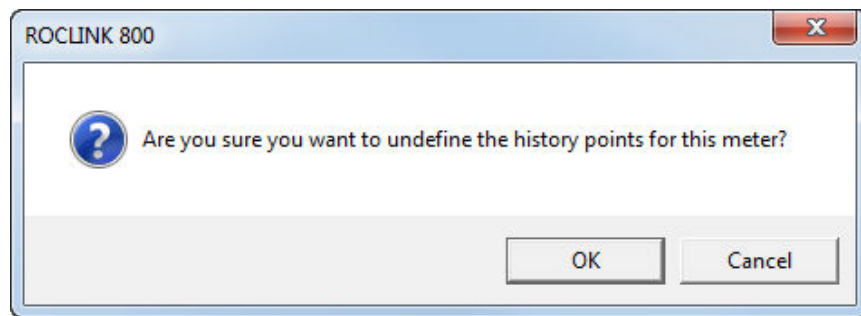 ROCLINK 800
Are you sure you want to undefine the history points for this meter?
OK
Cancel